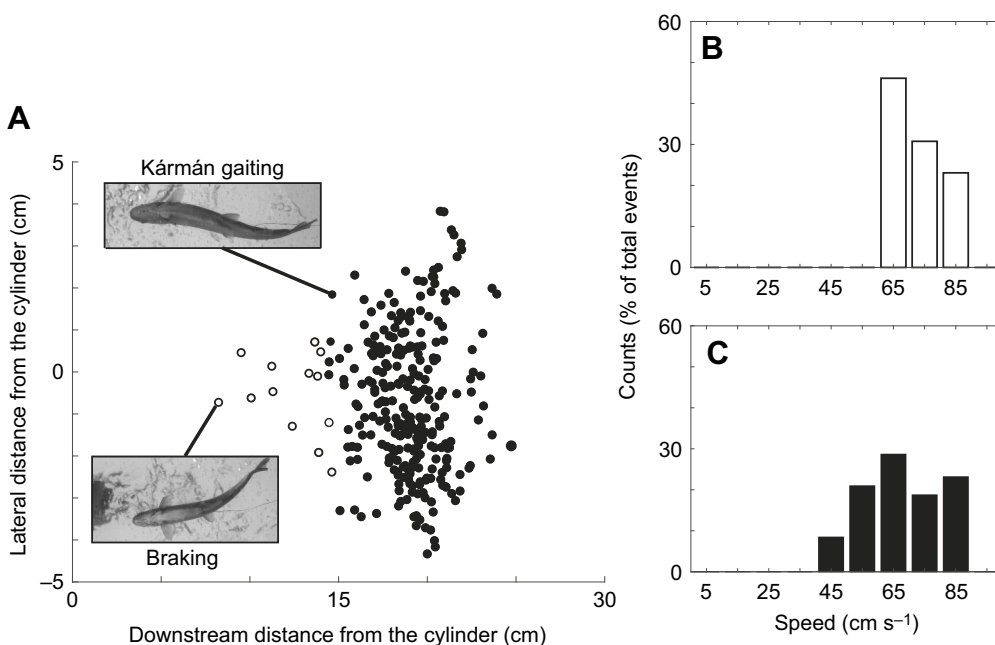 A
Kármán gaiting
Braking
5
0
–5
0
15
30
Lateral distance from the cylinder (cm)
Downstream distance from the cylinder (cm)
B
60
30
0
5
25
45
65
85
C
60
30
0
5
25
45
65
85
Counts (% of total events)
Speed (cm s–1)